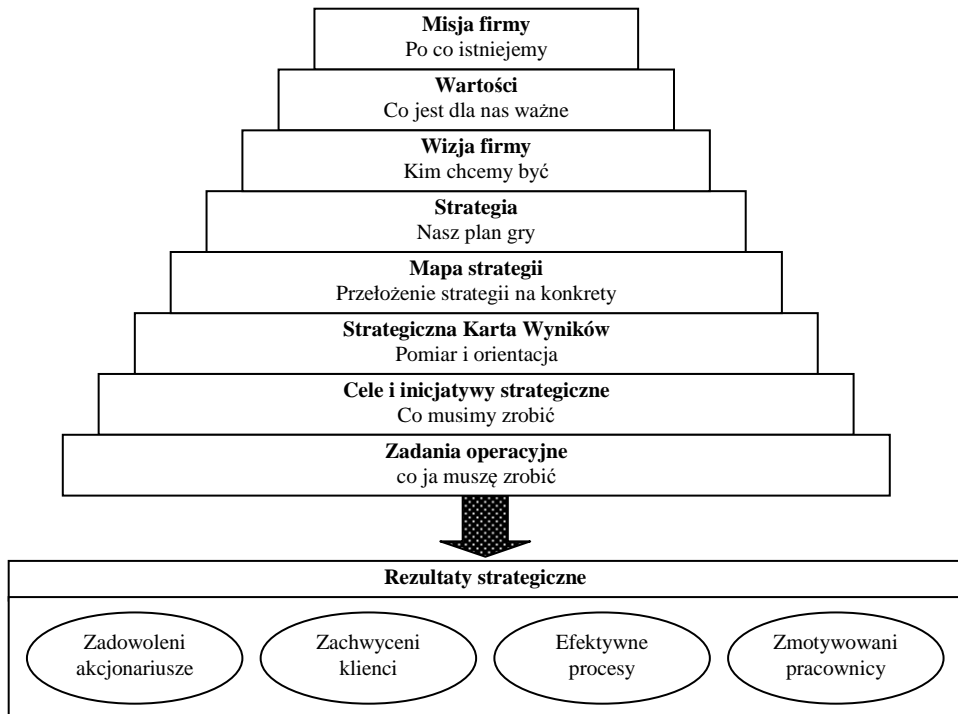 Misja firmy
Po co istniejemy
Wartości
Co jest dla nas ważne
Wizja firmy
Kim chcemy być
Strategia
Nasz plan gry
Mapa strategii
Przełożenie strategii na konkrety
Strategiczna Karta Wyników
Pomiar i orientacja
Cele i inicjatywy strategiczne
Co musimy zrobić
Zadania operacyjne
co ja muszę zrobić
Rezultaty strategiczne
Zadowoleni
akcjonariusze
Zachwyceni
klienci
Efektywne
procesy
Zmotywowani
pracownicy